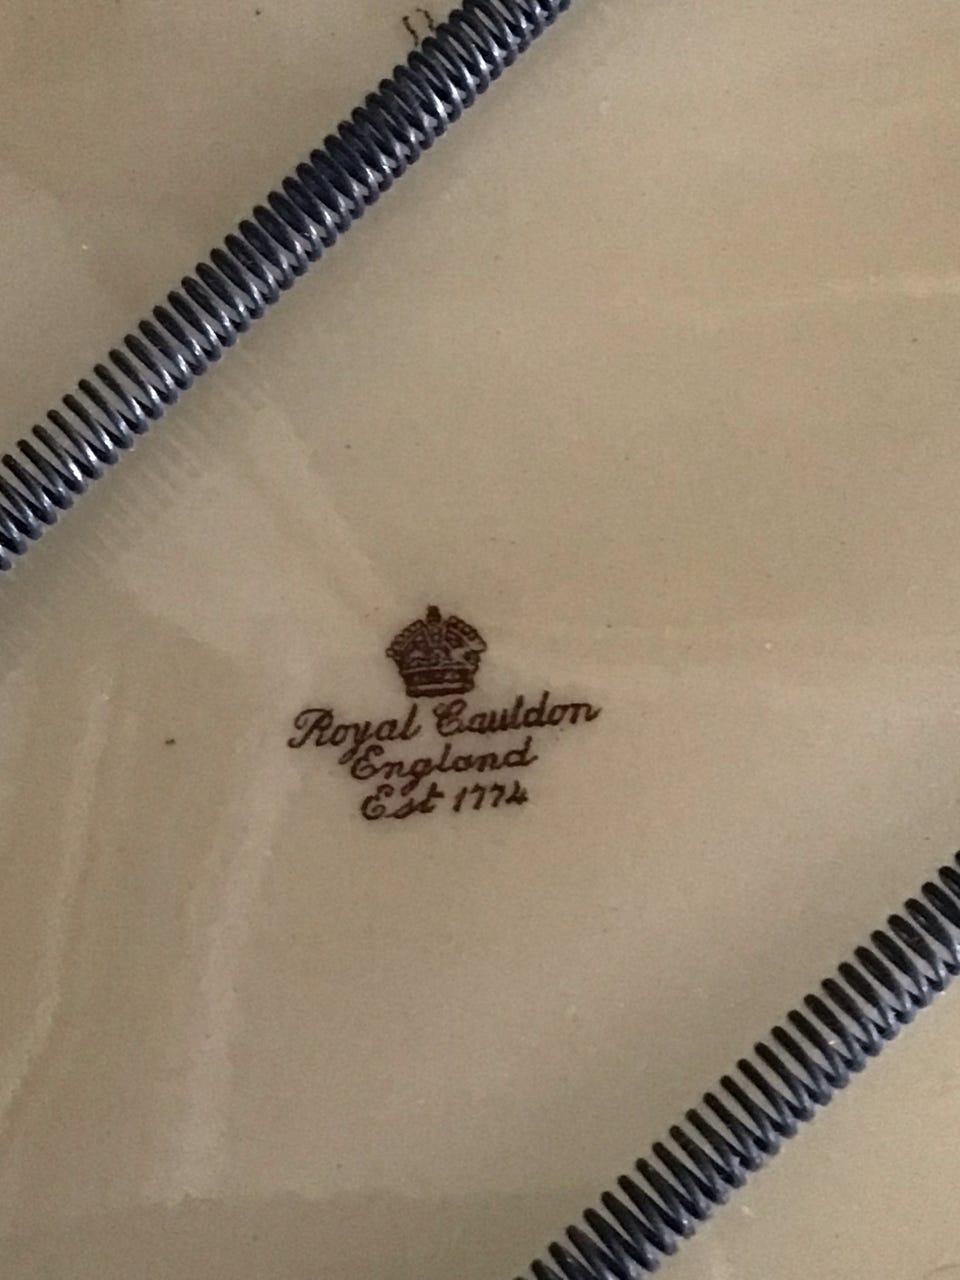 Royal Cauldon
England
Est 1774